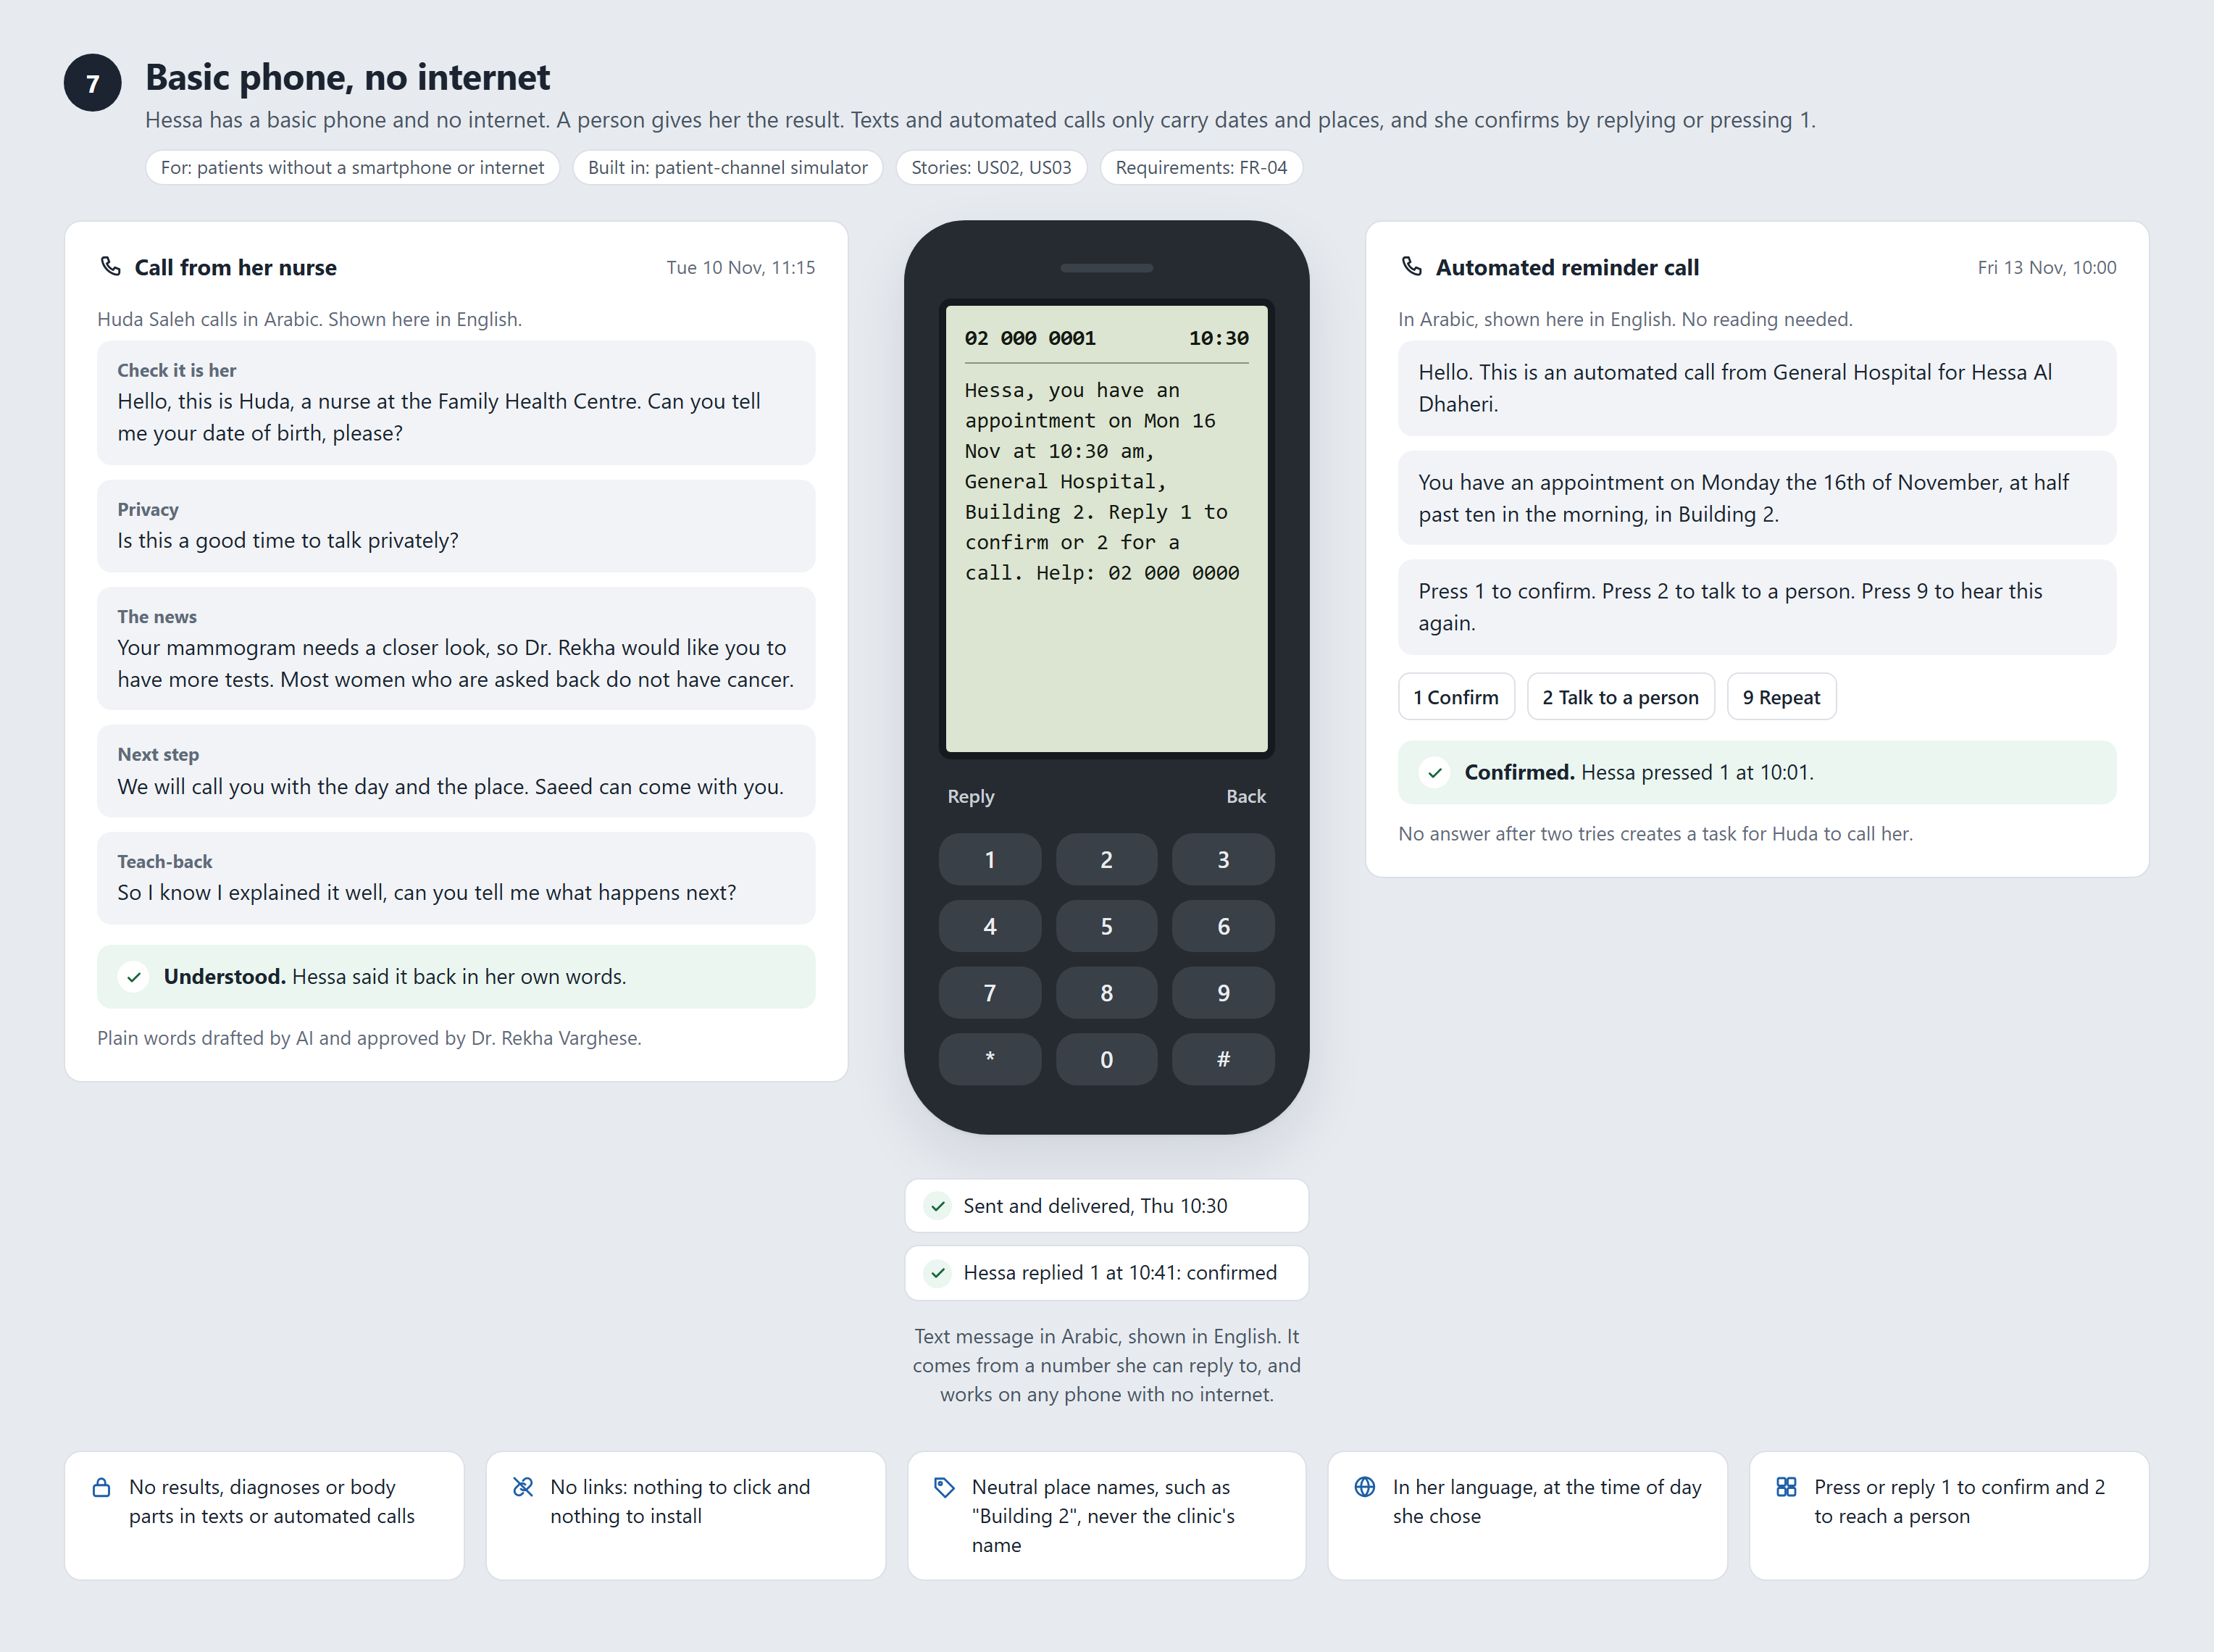 7
Basic phone, no internet
Hessa has a basic phone and no internet. A person gives her the result. Texts and automated calls only carry dates and places, and she confirms by replying or pressing 1.
For: patients without a smartphone or internet
Built in: patient-channel simulator
Stories: US02, US03
Requirements: FR-04
Call from her nurse
Tue 10 Nov, 11:15
Huda Saleh calls in Arabic. Shown here in English.
Check it is her
Hello, this is Huda, a nurse at the Family Health Centre. Can you tell
me your date of birth, please?
Privacy
Is this a good time to talk privately?
The news
Your mammogram needs a closer look, so Dr. Rekha would like you to
have more tests. Most women who are asked back do not have cancer.
Next step
We will call you with the day and the place. Saeed can come with you.
Teach-back
So I know I explained it well, can you tell me what happens next?
Understood. Hessa said it back in her own words.
Plain words drafted by AI and approved by Dr. Rekha Varghese.
02 000 0001
10:30
Hessa, you have an
appointment on Mon 16
Nov at 10:30 am,
General Hospital,
Building 2. Reply 1 to
confirm or 2 for a
call. Help: 02 000 0000
Reply
Back
1
2
3
4
5
6
7
8
9
*
0
#
Sent and delivered, Thu 10:30
Hessa replied 1 at 10:41: confirmed
Text message in Arabic, shown in English. It
comes from a number she can reply to, and
works on any phone with no internet.
Automated reminder call
Fri 13 Nov, 10:00
In Arabic, shown here in English. No reading needed.
Hello. This is an automated call from General Hospital for Hessa Al
Dhaheri.
You have an appointment on Monday the 16th of November, at half
past ten in the morning, in Building 2.
Press 1 to confirm. Press 2 to talk to a person. Press 9 to hear this
again.
1 Confirm
2 Talk to a person
9 Repeat
Confirmed. Hessa pressed 1 at 10:01.
No answer after two tries creates a task for Huda to call her.
No results, diagnoses or body
parts in texts or automated calls
No links: nothing to click and
nothing to install
Neutral place names, such as
"Building 2", never the clinic's
name
In her language, at the time of day
she chose
Press or reply 1 to confirm and 2
to reach a person